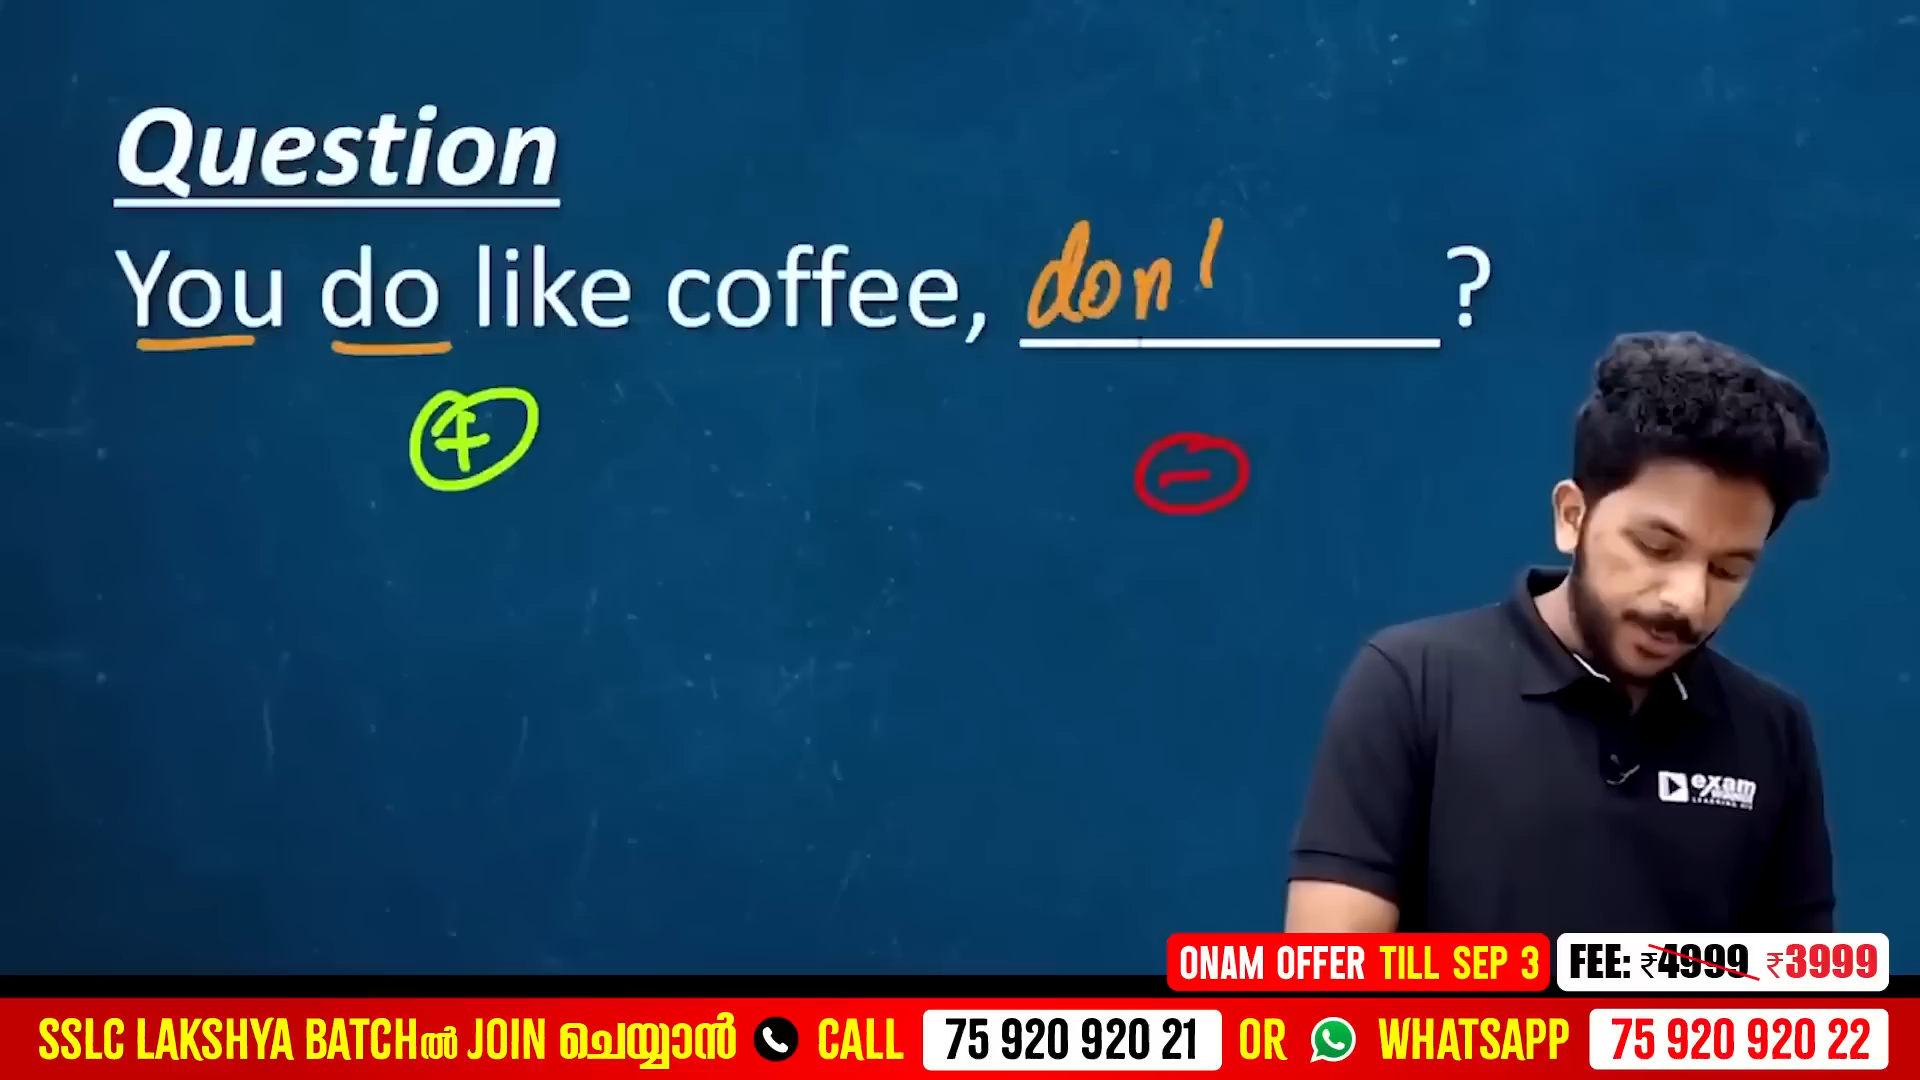 Question
You do like coffee, don' ?
+
-
exam
ONAM OFFER TILL SEP 3 FEE: ₹4999 ₹3999
SSLC LAKSHYA BATCHൽ JOIN ചെയ്യാൻ CALL 75 920 920 21 OR WHATSAPP 75 920 920 22